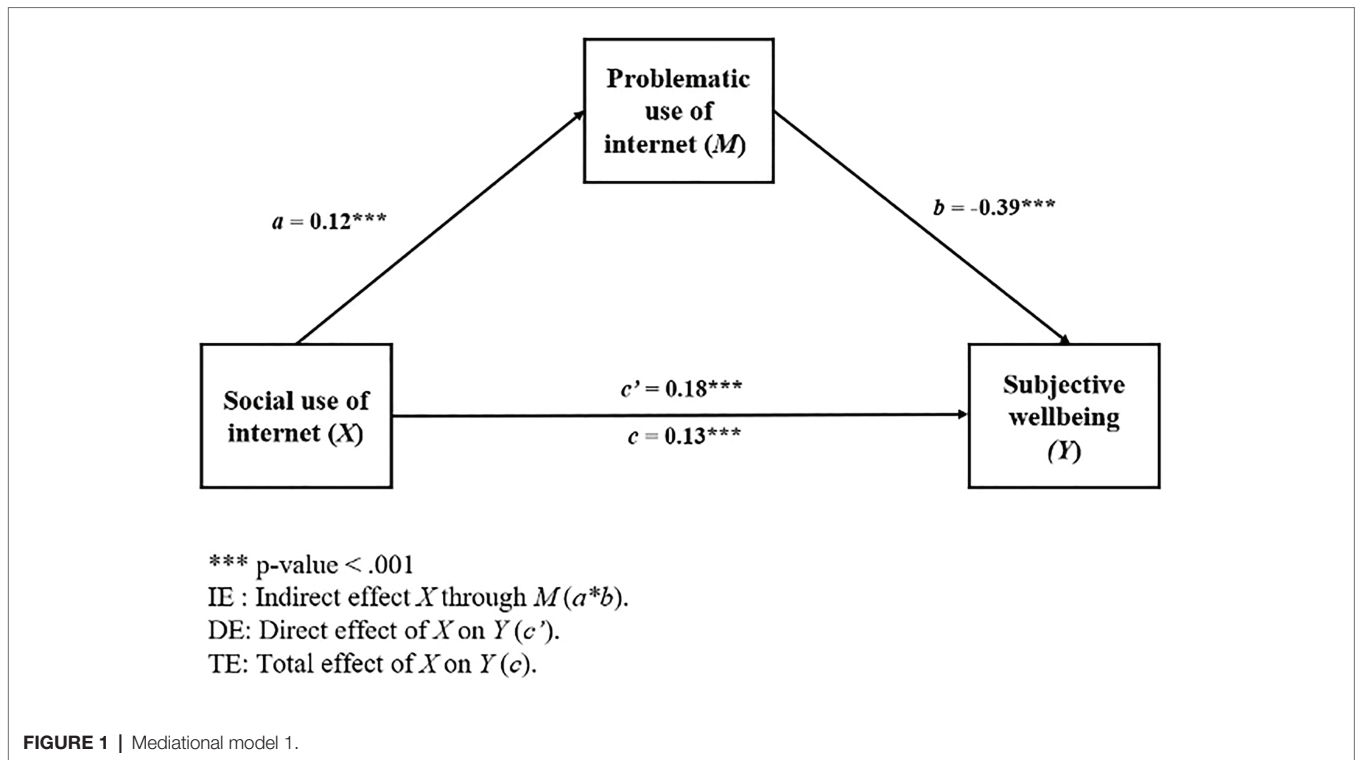 Problematic
use of
internet (M)
a = 0.12***
b = -0.39***
Social use of
internet (X)
c’ = 0.18***
c = 0.13***
Subjective
wellbeing
(Y)
*** p-value < .001
IE : Indirect effect X through M (a*b).
DE: Direct effect of X on Y (c’).
TE: Total effect of X on Y (c).
FIGURE 1 | Mediational model 1.